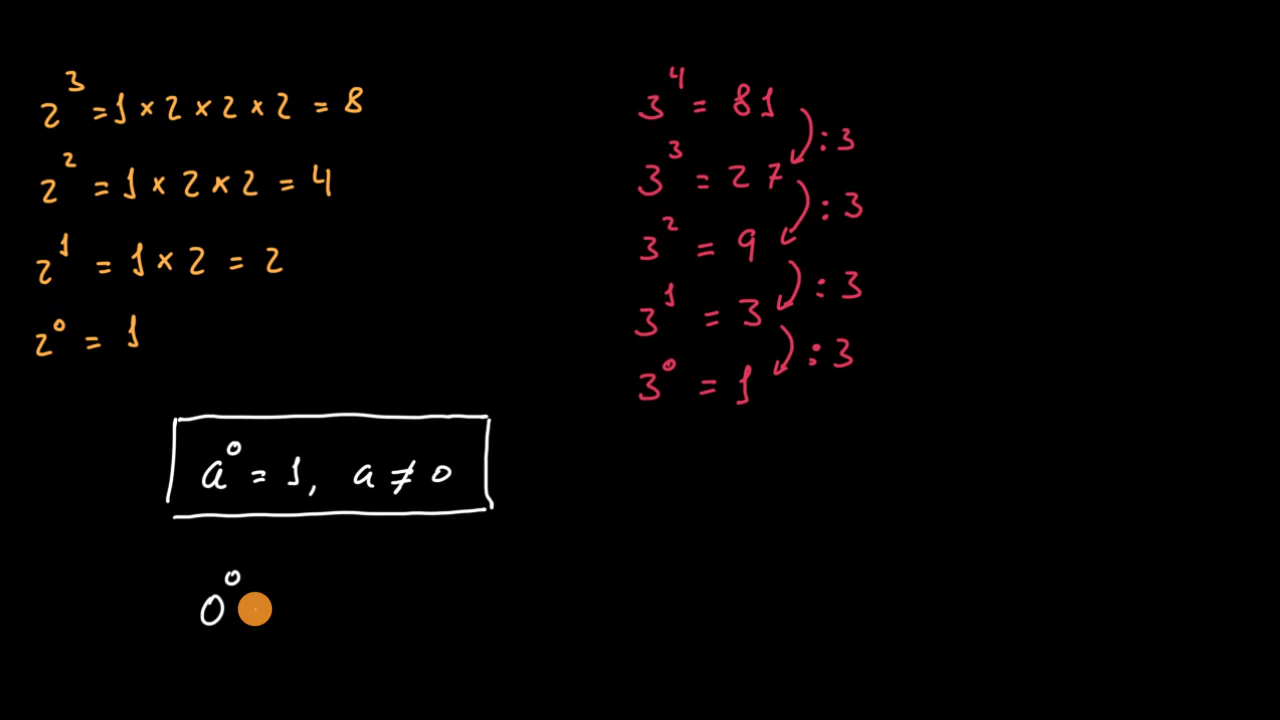 2³ = 1 × 2 × 2 × 2 = 8
2² = 1 × 2 × 2 = 4
2¹ = 1 × 2 = 2
2⁰ = 1
a⁰ = 1, a ≠ 0
0⁰
3⁴ = 81
: 3
3³ = 27
: 3
3² = 9
: 3
3¹ = 3
: 3
3⁰ = 1